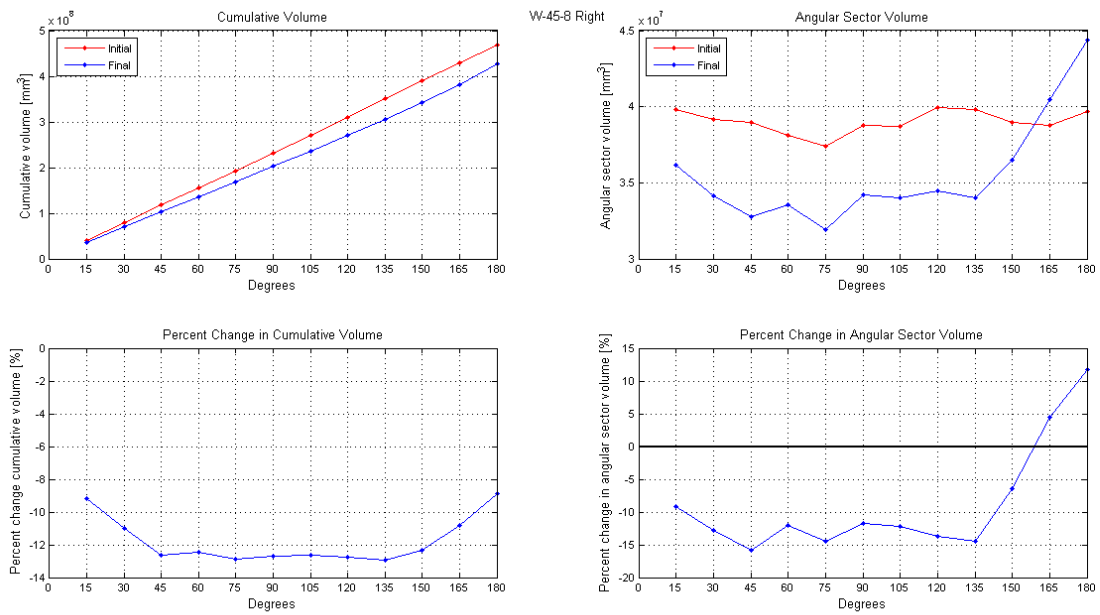 W-45-8 Right
Cumulative Volume
x 10^8
Cumulative volume [mm³]
5
4
3
2
1
0
Initial
Final
0 15 30 45 60 75 90 105 120 135 150 165 180
Degrees
Angular Sector Volume
x 10^7
Angular sector volume [mm³]
4.5
4
3.5
3
Initial
Final
0 15 30 45 60 75 90 105 120 135 150 165 180
Degrees
Percent Change in Cumulative Volume
Percent change cumulative volume [%]
0
-2
-4
-6
-8
-10
-12
-14
0 15 30 45 60 75 90 105 120 135 150 165 180
Degrees
Percent Change in Angular Sector Volume
Percent change in angular sector volume [%]
15
10
5
0
-5
-10
-15
-20
0 15 30 45 60 75 90 105 120 135 150 165 180
Degrees